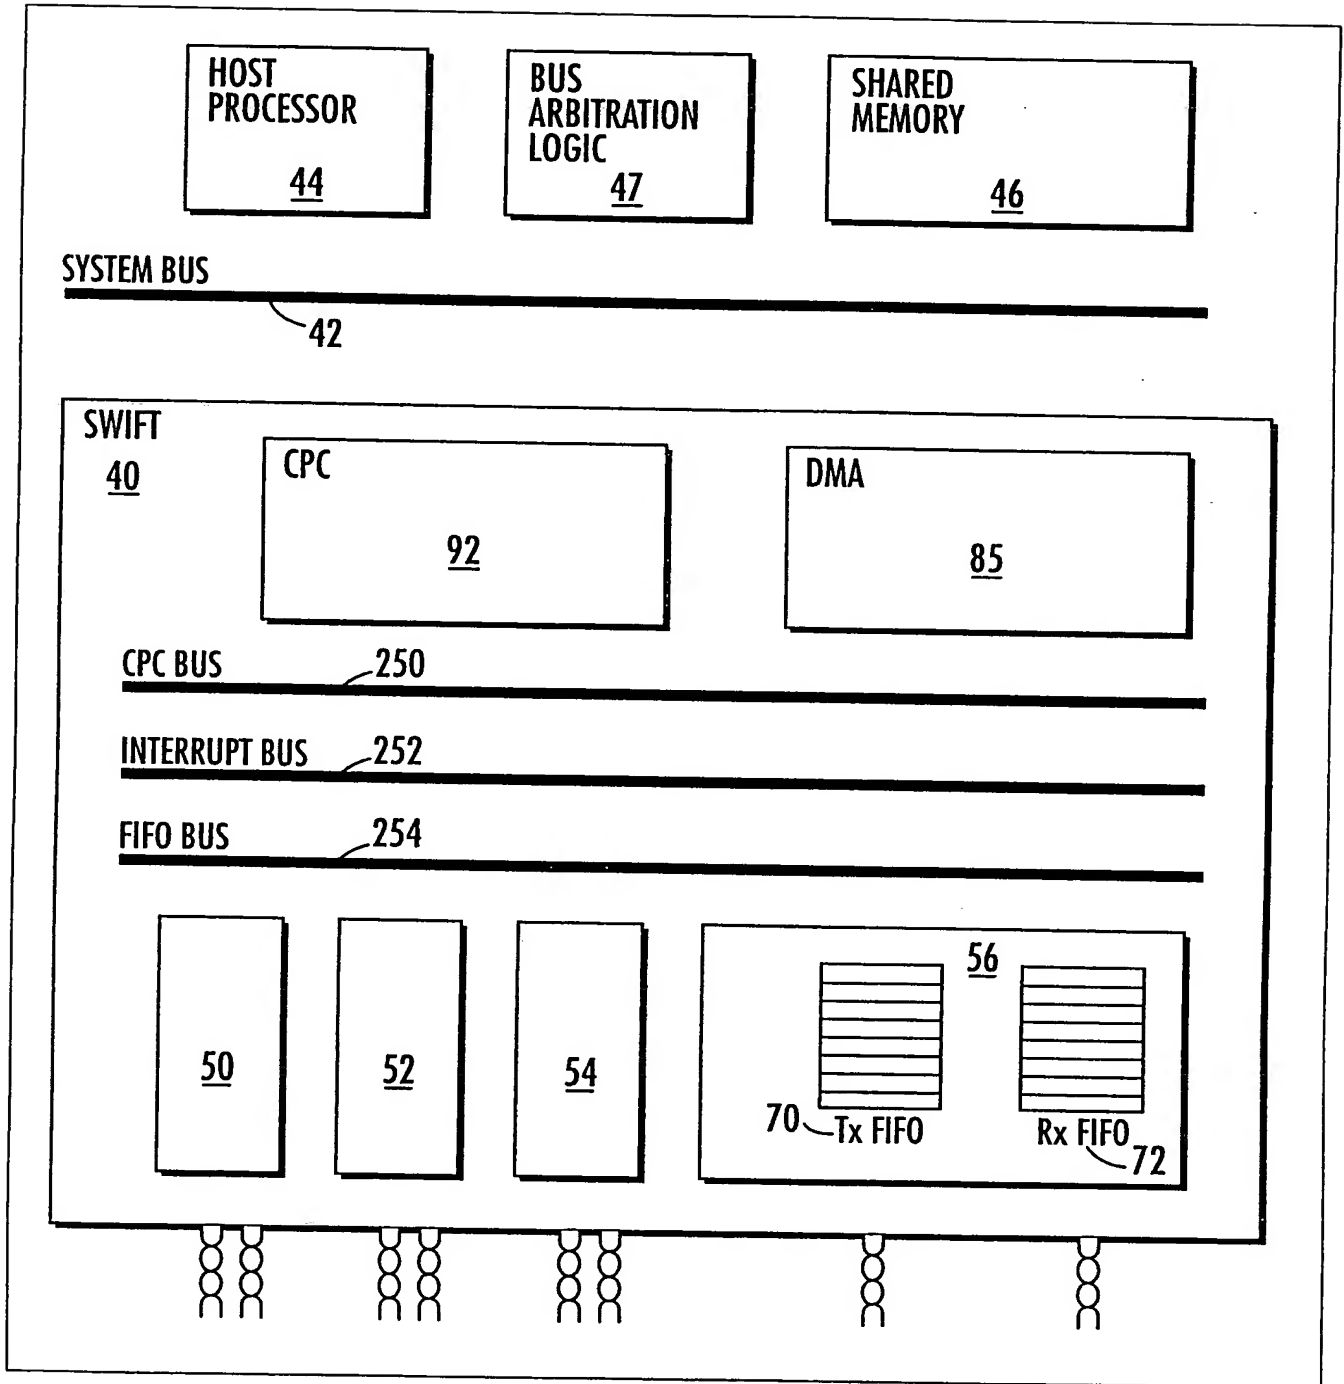 HOST
PROCESSOR
44
BUS
ARBITRATION
LOGIC
47
SHARED
MEMORY
46
SYSTEM BUS
42
SWIFT
40
CPC
92
DMA
85
CPC BUS
250
INTERRUPT BUS
252
FIFO BUS
254
50
52
54
56
70
Tx FIFO
Rx FIFO
72